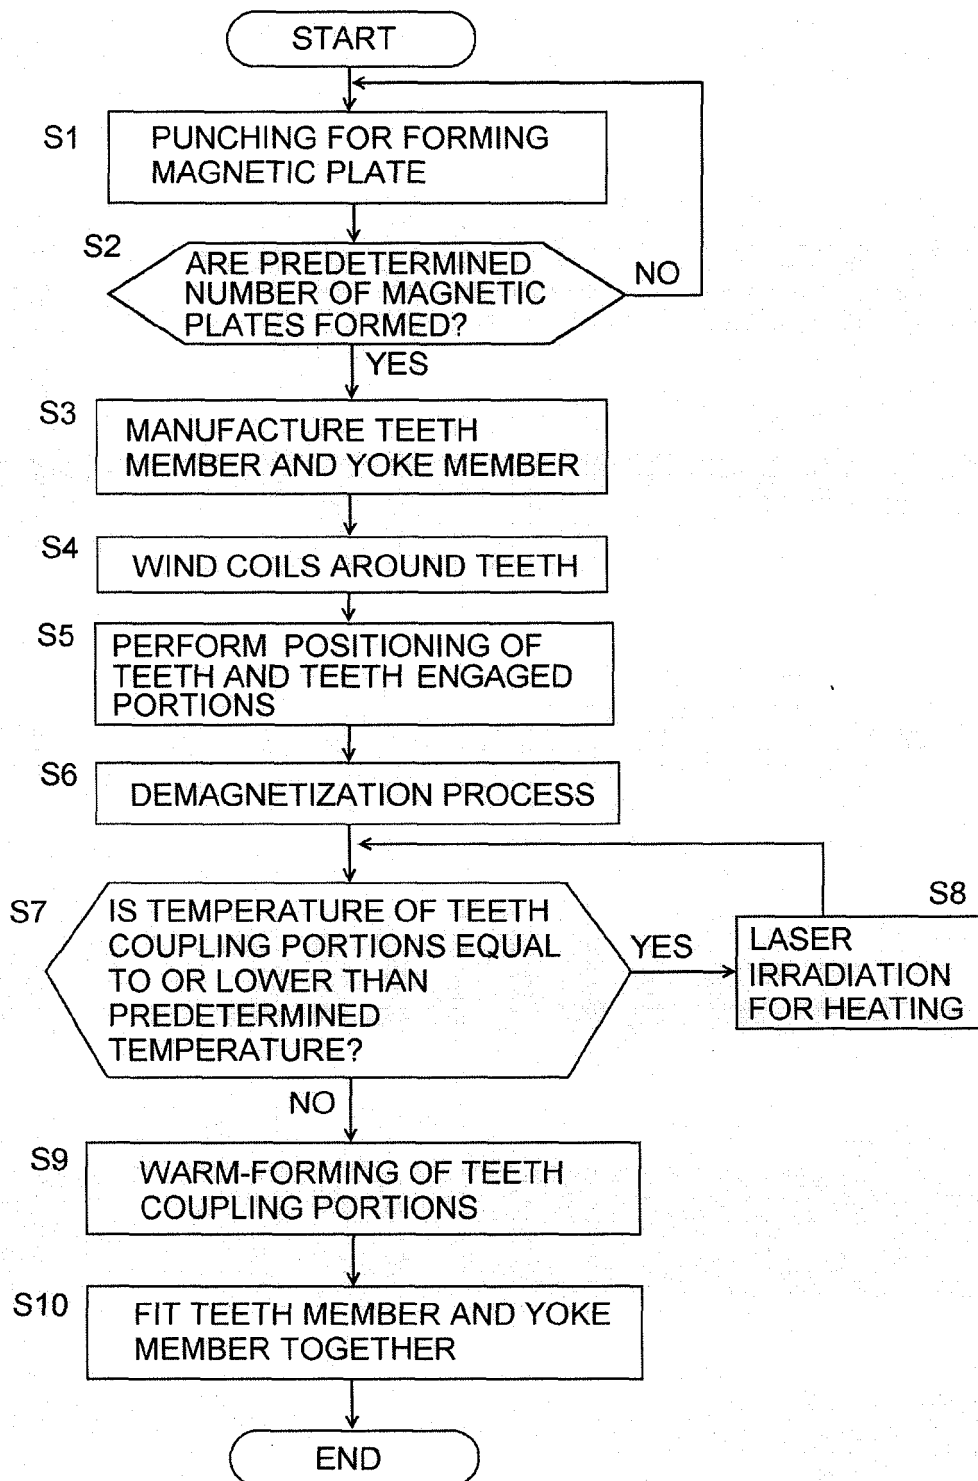 START
S1
PUNCHING FOR FORMING
MAGNETIC PLATE
S2
ARE PREDETERMINED
NUMBER OF MAGNETIC
PLATES FORMED?
NO
YES
S3
MANUFACTURE TEETH
MEMBER AND YOKE MEMBER
S4
WIND COILS AROUND TEETH
S5
PERFORM POSITIONING OF
TEETH AND TEETH ENGAGED
PORTIONS
S6
DEMAGNETIZATION PROCESS
S7
IS TEMPERATURE OF TEETH
COUPLING PORTIONS EQUAL
TO OR LOWER THAN
PREDETERMINED
TEMPERATURE?
YES
S8
LASER
IRRADIATION
FOR HEATING
NO
S9
WARM-FORMING OF TEETH
COUPLING PORTIONS
S10
FIT TEETH MEMBER AND YOKE
MEMBER TOGETHER
END